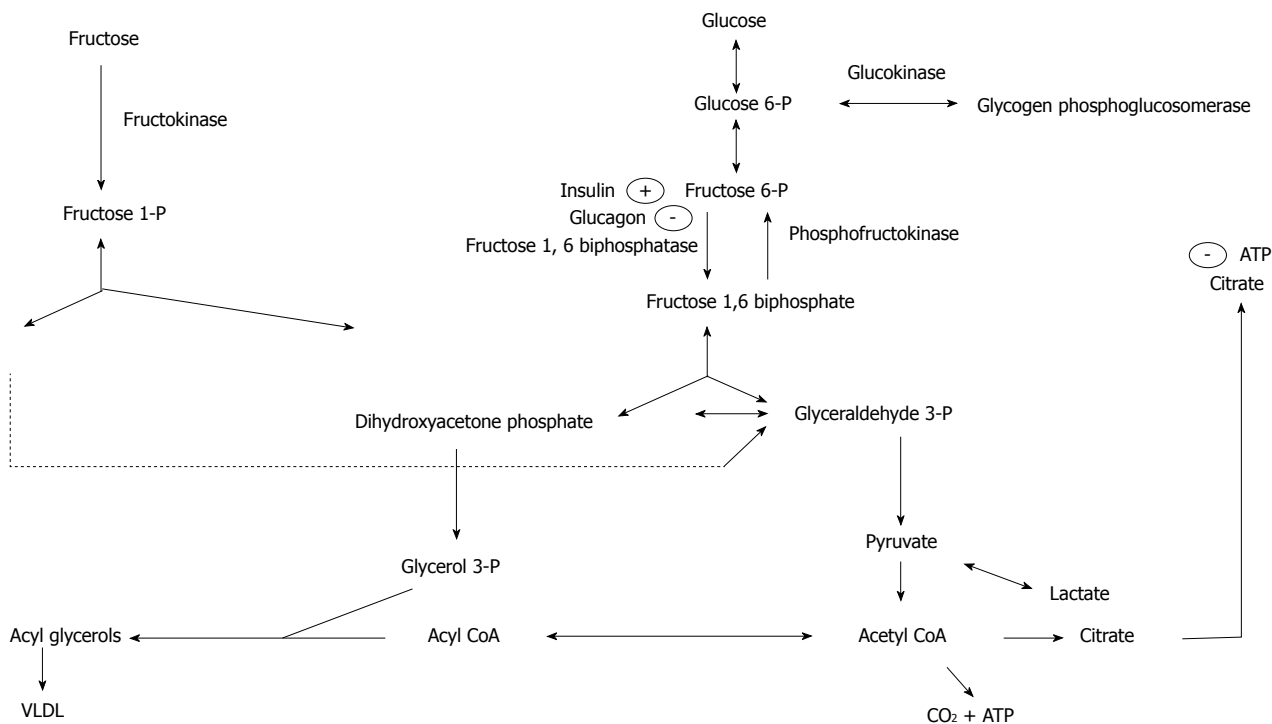 Glucose
Fructose
Glucokinase
Glucose 6-P
Glycogen phosphoglucosomerase
Fructokinase
Insulin + Fructose 6-P
Fructose 1-P
Glucagon -
Phosphofructokinase
Fructose 1, 6 biphosphatase
- ATP
Citrate
Fructose 1,6 biphosphate
Dihydroxyacetone phosphate
Glyceraldehyde 3-P
Pyruvate
Glycerol 3-P
Lactate
Acyl glycerols
Acyl CoA
Acetyl CoA
Citrate
VLDL
CO₂ + ATP